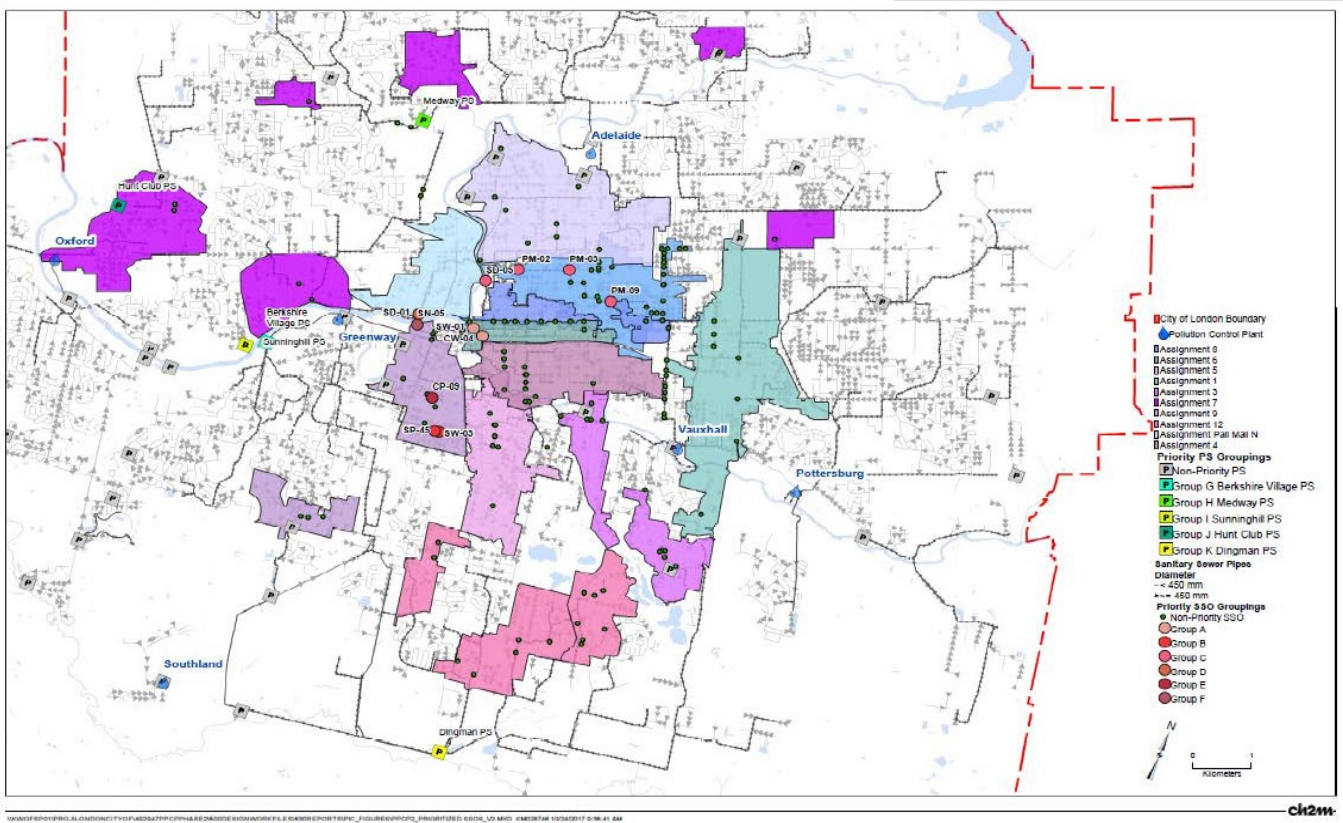 Medway PS
Adelaide
Hunt Club PS
Oxford
SD-05
PM-02
PM-03
PM-09
Berkshire
Village PS
SD-01
SN-05
SW-01
CW-04
Greenway
Sunninghill PS
CP-09
SW-03
Vauxhall
Pottersburg
Southland
Dingman PS
City of London Boundary
Pollution Control Plant
Assignment 8
Assignment 6
Assignment 5
Assignment 1
Assignment 3
Assignment 7
Assignment 9
Assignment 12
Assignment Pall Mall N
Assignment 4
Priority PS Groupings
P Non-Priority PS
P Group G Berkshire Village PS
P Group H Medway PS
P Group I Sunninghill PS
P Group J Hunt Club PS
P Group K Dingman PS
Sanitary Sewer Pipes
Diameter
< 450 mm
>= 450 mm
Priority SSO Groupings
Non-Priority SSO
Group A
Group B
Group C
Group D
Group E
Group F
N
0 1
Kilometers
ch2m